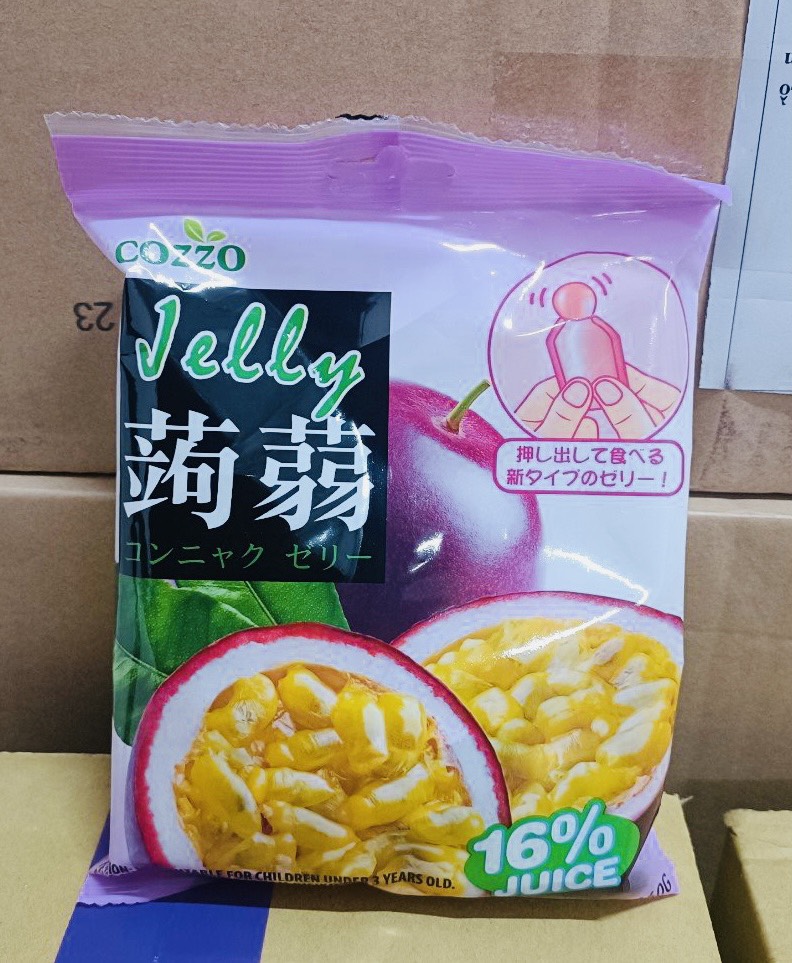 COZZO
Jelly
蒟蒻
コンニャク ゼリー
押し出して食べる
新タイプのゼリー！
16%
JUICE
FOR CHILDREN UNDER 3 YEARS OLD.
23